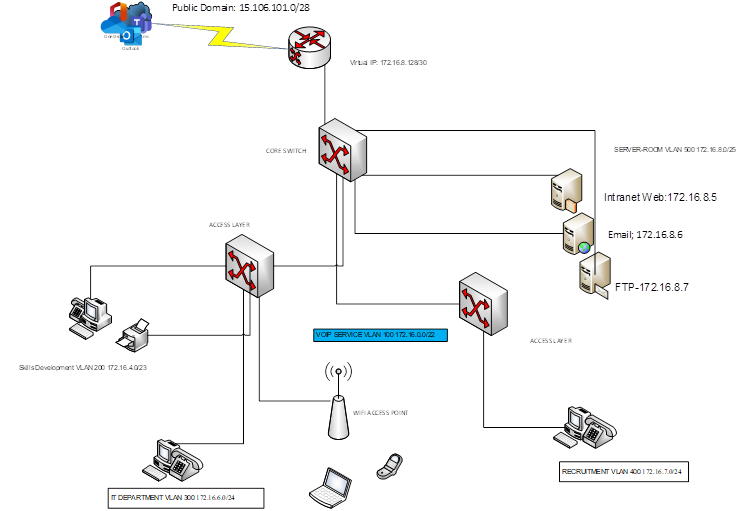 Public Domain: 15.106.101.0/28
Outlook
Virtual IP: 172.16.8.128/30
CORE SWITCH
SERVER-ROOM VLAN 500 172.16.8.0/25
Intranet Web:172.16.8.5
ACCESS LAYER
Email; 172.16.8.6
FTP-172.16.8.7
VOIP SERVICE VLAN 100 172.16.0.0/22
ACCESS LAYER
Skills Development VLAN 200 172.16.4.0/23
WIFI ACCESS POINT
RECRUITMENT VLAN 400 172.16.7.0/24
IT DEPARTMENT VLAN 300 172.16.6.0/24